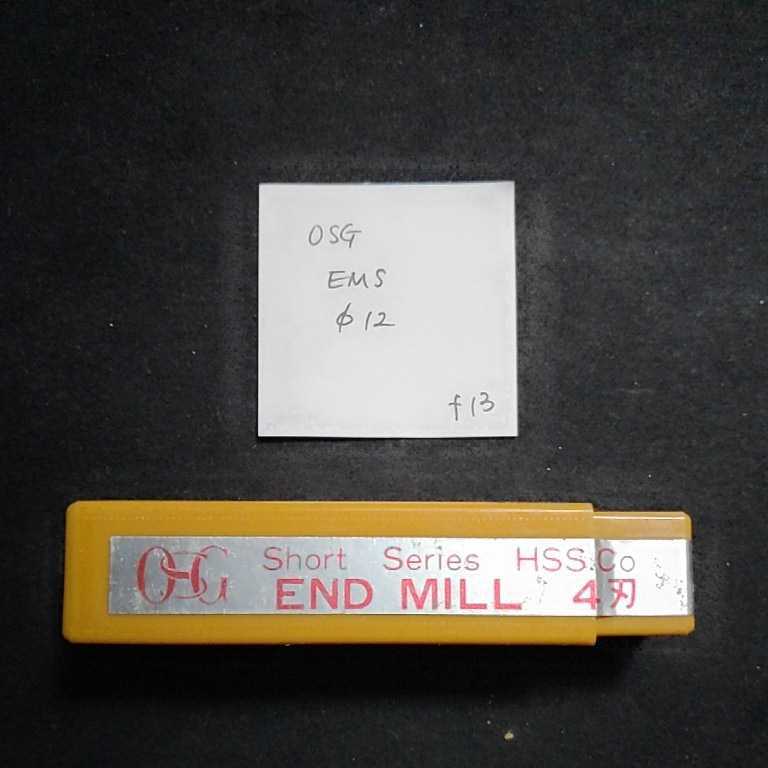 OSG
EMS
φ12
f13
OSG Short Series HSS.Co
END MILL 4刃